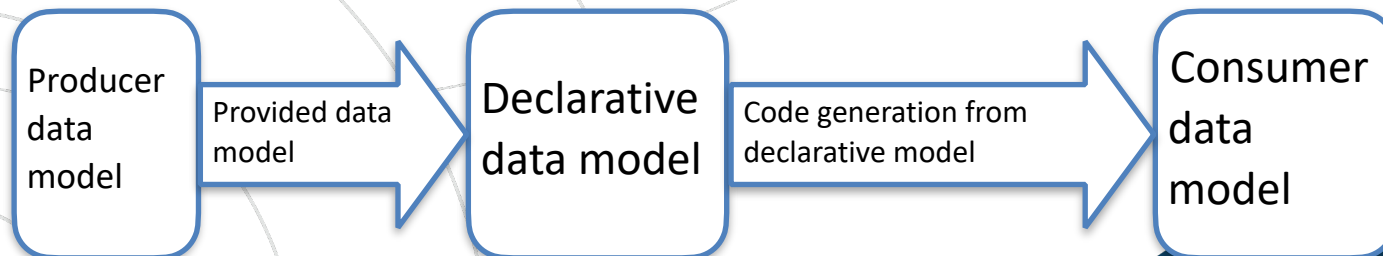 Producer
data
model
Provided data
model
Declarative
data model
Code generation from
declarative model
Consumer
data
model